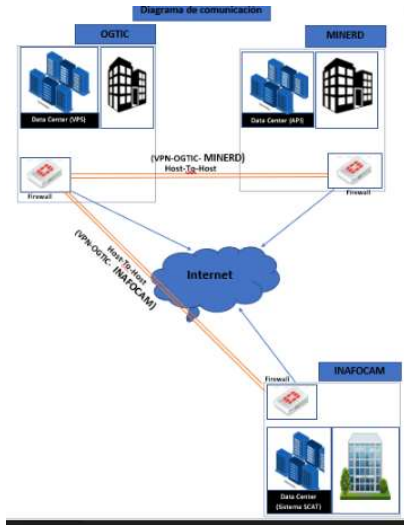 Diagrama de comunicación
OGTIC
MINERD
Data Center (VPS)
Data Center (API)
Firewall
Firewall
(VPN-OGTIC- MINERD)
Host-To-Host
Host-To-Host
(VPN-OGTIC- INAFOCAM)
Internet
INAFOCAM
Firewall
Data Center
(Sistema SCAT)